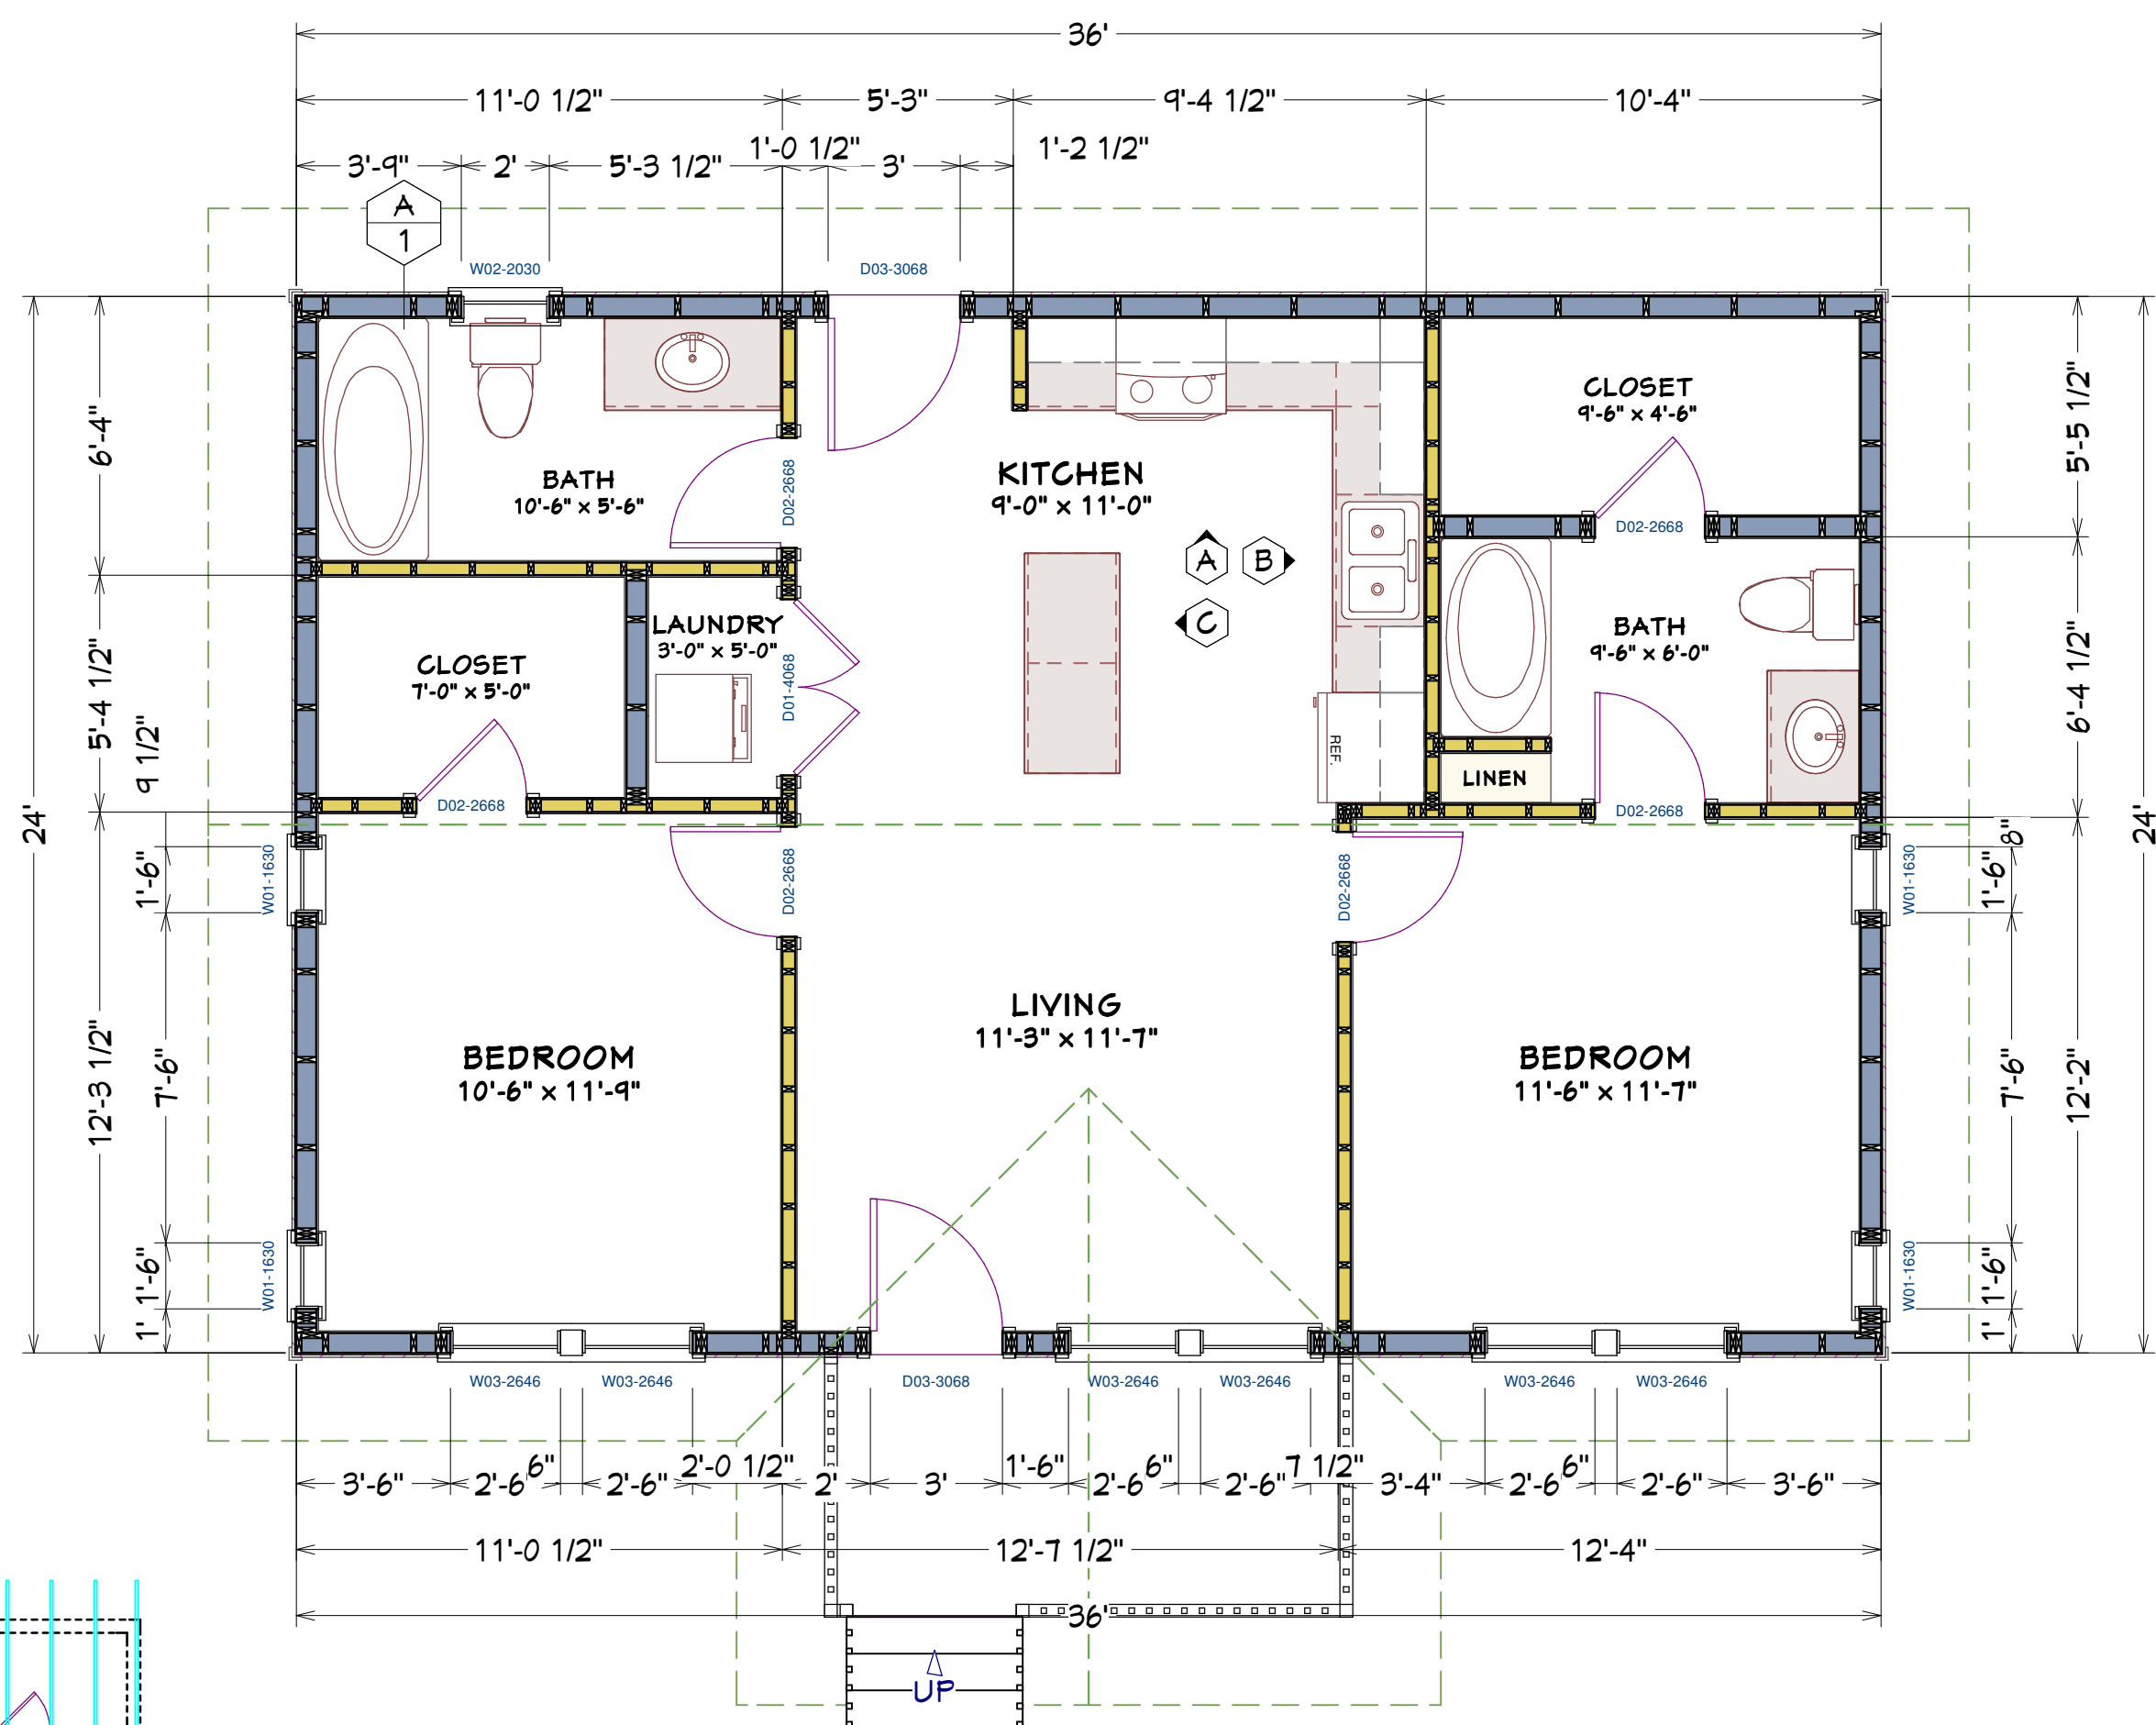 36'
11'-0 1/2"
5'-3"
9'-4 1/2"
10'-4"
1'-0 1/2"
1'-2 1/2"
3'-9"
2'
5'-3 1/2"
3'
A
1
W02-2030
D03-3068
CLOSET
9'-6" x 4'-6"
BATH
10'-6" x 5'-6"
D02-2668
KITCHEN
9'-0" x 11'-0"
D02-2668
A
B
C
6'-4"
5'-5 1/2"
LAUNDRY
3'-0" x 5'-0"
BATH
9'-6" x 6'-0"
CLOSET
7'-0" x 5'-0"
D01-4068
5'-4 1/2"
6'-4 1/2"
REF.
LINEN
9 1/2"
D02-2668
D02-2668
24'
24'
8"
1'-6"
W01-1630
D02-2668
D02-2668
W01-1630
1'-6"
LIVING
11'-3" x 11'-7"
BEDROOM
10'-6" x 11'-9"
BEDROOM
11'-6" x 11'-7"
12'-3 1/2"
7'-6"
7'-6"
12'-2"
1'-6"
1'
W01-1630
W01-1630
1'-6"
1'
W03-2646
W03-2646
D03-3068
W03-2646
W03-2646
W03-2646
W03-2646
6"
2'-0 1/2"
1'-6"
6"
7 1/2"
6"
3'-6"
2'-6"
2'-6"
2'
3'
2'-6"
2'-6"
3'-4"
2'-6"
2'-6"
3'-6"
11'-0 1/2"
12'-7 1/2"
12'-4"
36'
UP